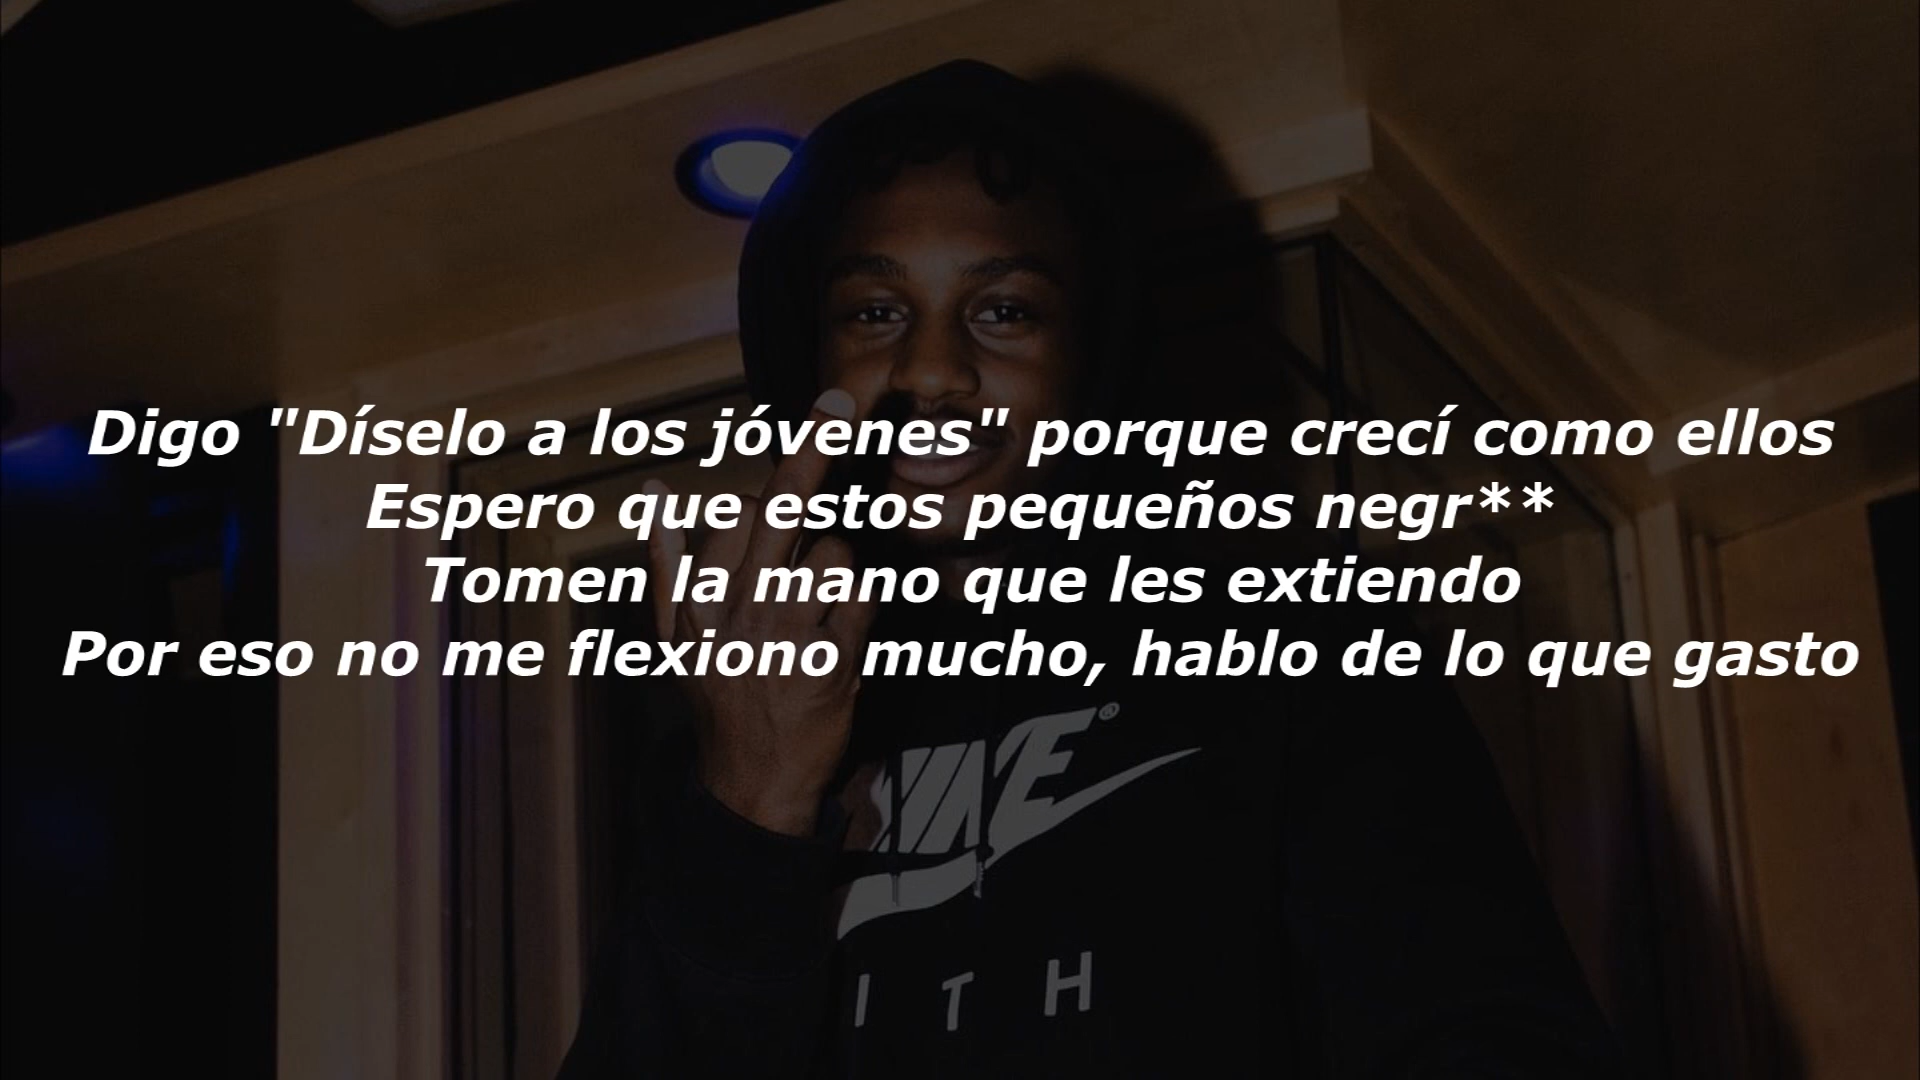 Digo "Díselo a los jóvenes" porque crecí como ellos
Espero que estos pequeños negr**
Tomen la mano que les extiendo
Por eso no me flexiono mucho, hablo de lo que gasto
ITH